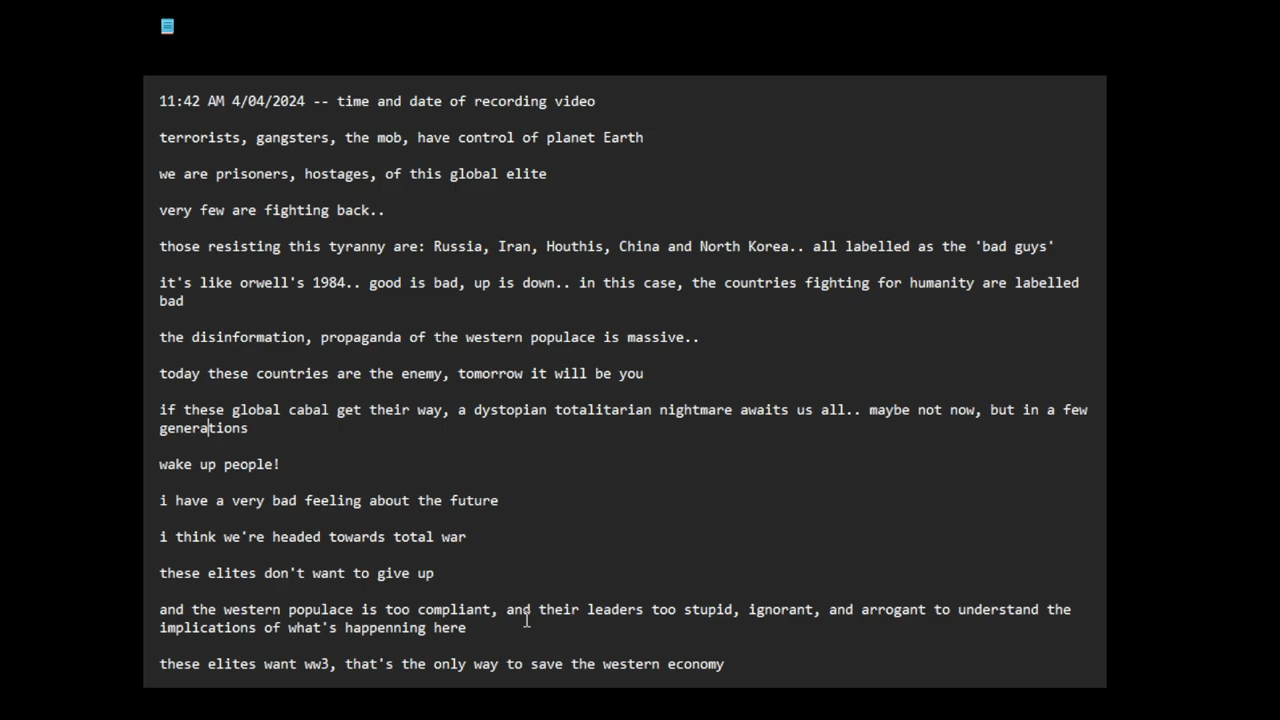 11:42 AM 4/04/2024 -- time and date of recording video
terrorists, gangsters, the mob, have control of planet Earth
we are prisoners, hostages, of this global elite
very few are fighting back..
those resisting this tyranny are: Russia, Iran, Houthis, China and North Korea.. all labelled as the 'bad guys'
it's like orwell's 1984.. good is bad, up is down.. in this case, the countries fighting for humanity are labelled
bad
the disinformation, propaganda of the western populace is massive..
today these countries are the enemy, tomorrow it will be you
if these global cabal get their way, a dystopian totalitarian nightmare awaits us all.. maybe not now, but in a few
generations
wake up people!
i have a very bad feeling about the future
i think we're headed towards total war
these elites don't want to give up
and the western populace is too compliant, and their leaders too stupid, ignorant, and arrogant to understand the
implications of what's happenning here
these elites want ww3, that's the only way to save the western economy